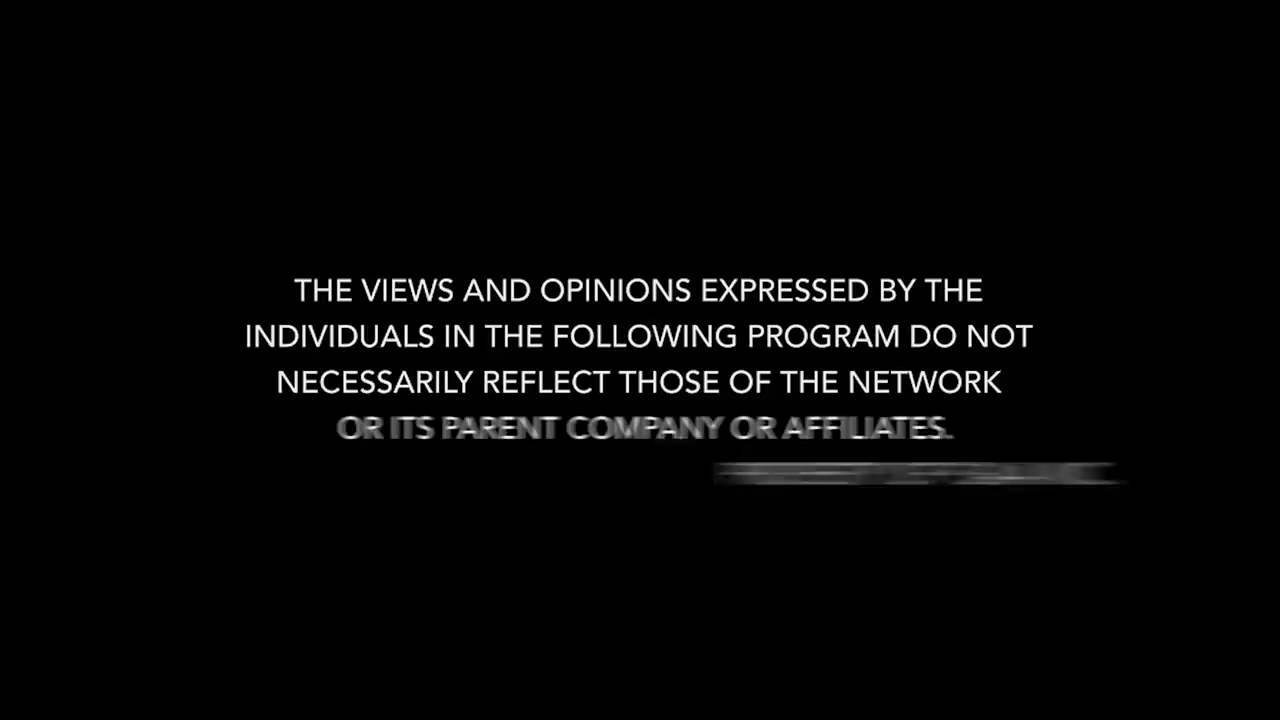 THE VIEWS AND OPINIONS EXPRESSED BY THE
INDIVIDUALS IN THE FOLLOWING PROGRAM DO NOT
NECESSARILY REFLECT THOSE OF THE NETWORK
OR ITS PARENT COMPANY OR AFFILIATES.